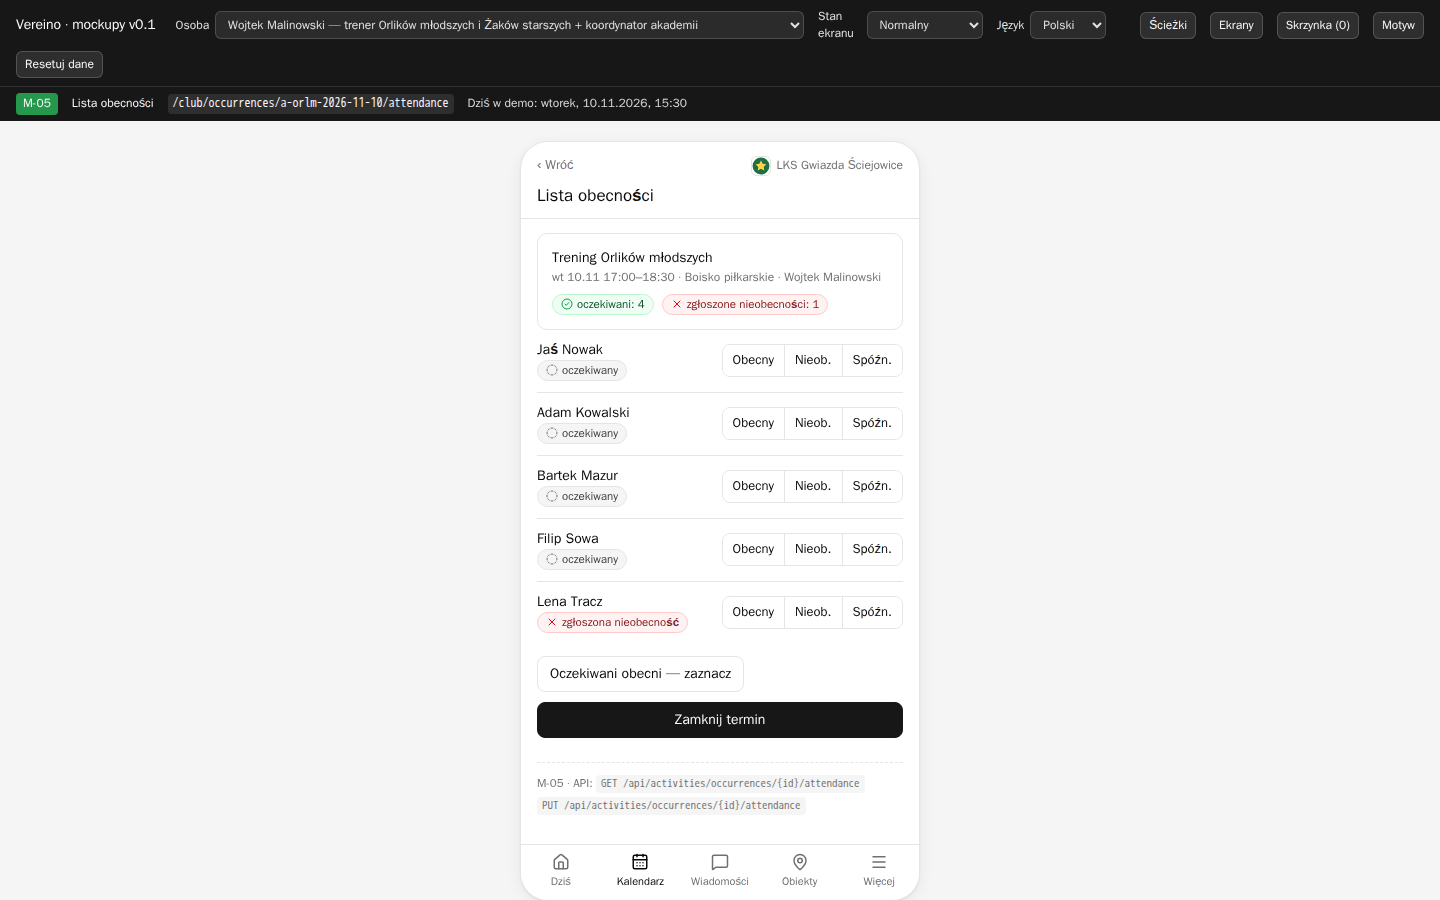 Vereino · mockupy v0.1
Osoba
Wojtek Malinowski — trener Orlików młodszych i Żaków starszych + koordynator akademii
Stan ekranu
Normalny
Język
Polski
Ścieżki
Ekrany
Skrzynka (0)
Motyw
Resetuj dane
M-05
Lista obecności
/club/occurrences/a-orlm-2026-11-10/attendance
Dziś w demo: wtorek, 10.11.2026, 15:30
‹ Wróć
LKS Gwiazda Ściejowice
Lista obecności
Trening Orlików młodszych
wt 10.11 17:00–18:30 · Boisko piłkarskie · Wojtek Malinowski
oczekiwani: 4
zgłoszone nieobecności: 1
Jaś Nowak
oczekiwany
Obecny
Nieob.
Spóźn.
Adam Kowalski
oczekiwany
Obecny
Nieob.
Spóźn.
Bartek Mazur
oczekiwany
Obecny
Nieob.
Spóźn.
Filip Sowa
oczekiwany
Obecny
Nieob.
Spóźn.
Lena Tracz
zgłoszona nieobecność
Obecny
Nieob.
Spóźn.
Oczekiwani obecni — zaznacz
Zamknij termin
M-05 · API: GET /api/activities/occurrences/{id}/attendance
PUT /api/activities/occurrences/{id}/attendance
Dziś
Kalendarz
Wiadomości
Obiekty
Więcej